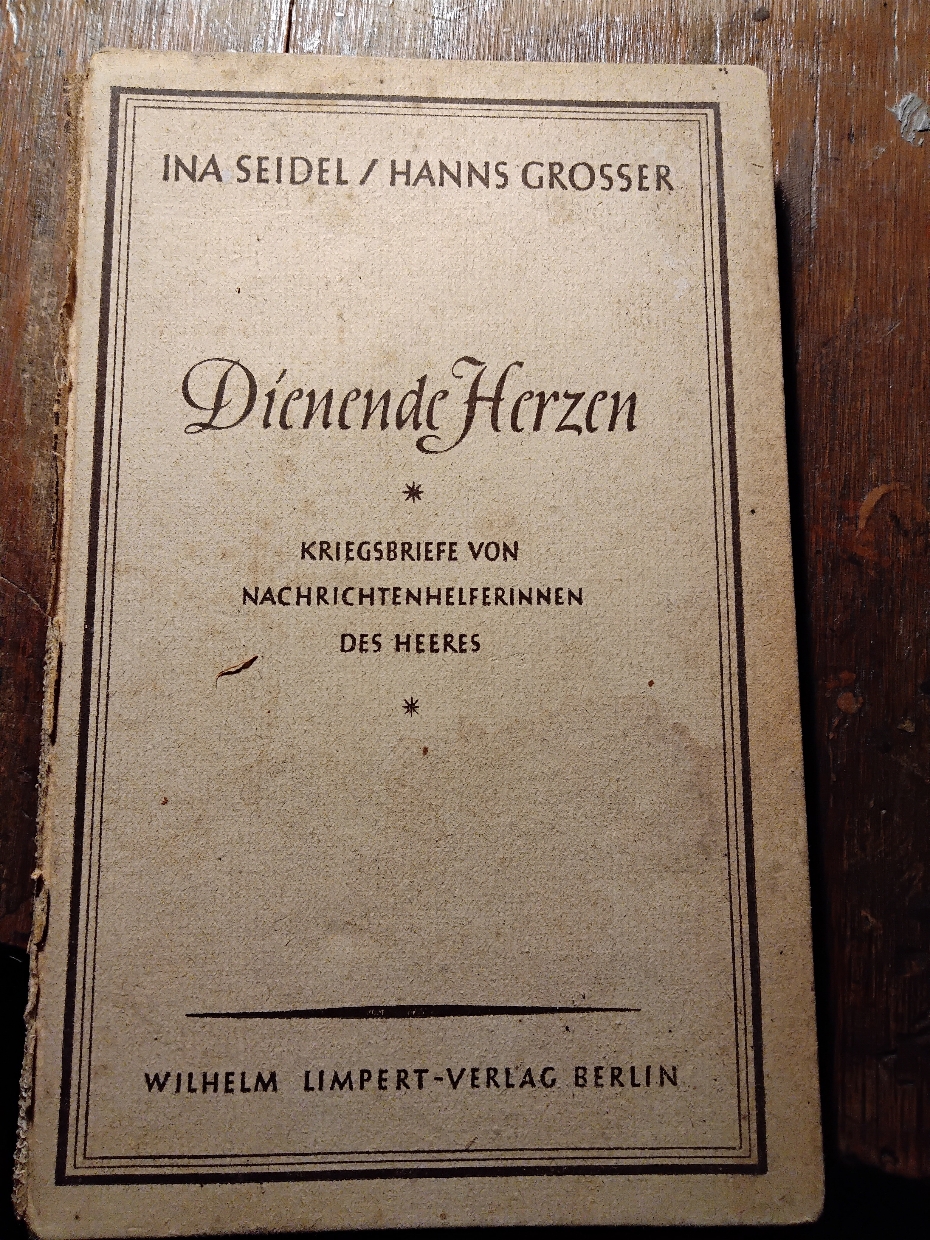 INA SEIDEL / HANNS GROSSER
Dienende Herzen
KRIEGSBRIEFE VON
NACHRICHTENHELFERINNEN
DES HEERES
WILHELM LIMPERT-VERLAG BERLIN